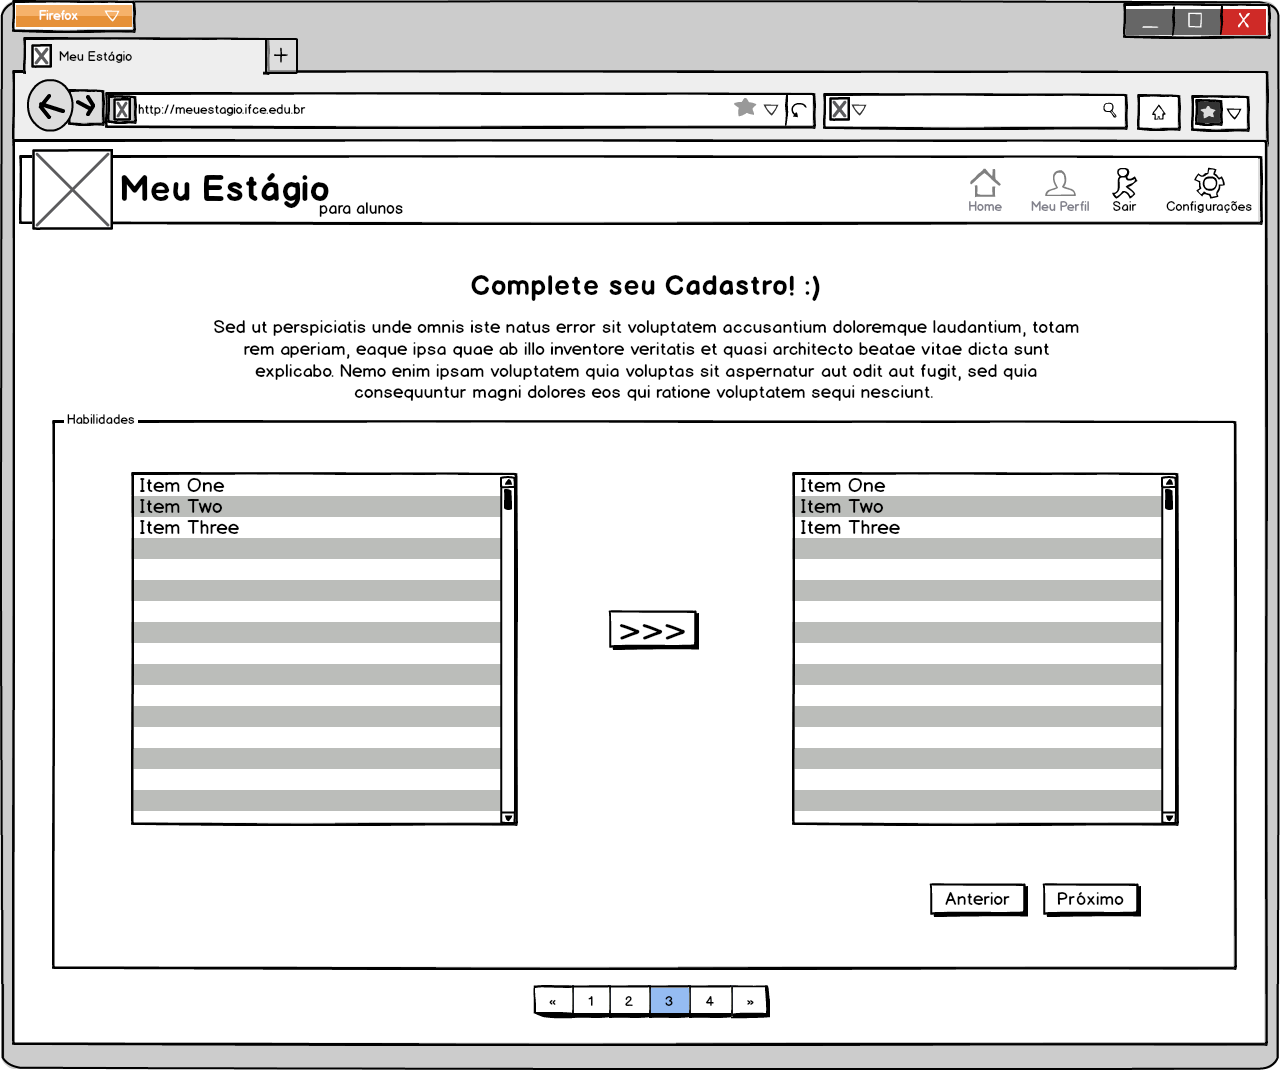 Firefox
Meu Estágio
http://meuestagio.ifce.edu.br
Meu Estágio
para alunos
Home
Meu Perfil
Sair
Configurações
Complete seu Cadastro! :)
Sed ut perspiciatis unde omnis iste natus error sit voluptatem accusantium doloremque laudantium, totam
rem aperiam, eaque ipsa quae ab illo inventore veritatis et quasi architecto beatae vitae dicta sunt
explicabo. Nemo enim ipsam voluptatem quia voluptas sit aspernatur aut odit aut fugit, sed quia
consequuntur magni dolores eos qui ratione voluptatem sequi nesciunt.
Habilidades
Item One
Item Two
Item Three
>>>
Item One
Item Two
Item Three
Anterior
Próximo
« 1 2 3 4 »